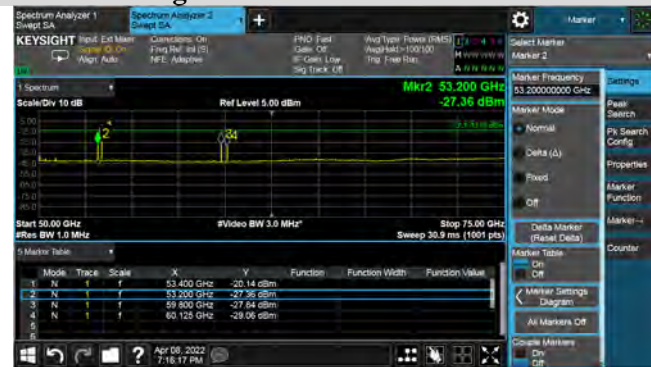 Spectrum Analyzer 1
Swept SA
Spectrum Analyzer 2
Swept SA
+
Marker
KEYSIGHT
Input: Ext Mixer
Align: Auto
Corrections: On
Freq Ref: Int (S)
NFE: Adaptive
PNO: Fast
Gate: Off
IF Gain: Low
Sig Track: Off
Avg Type: Power (RMS)
Avg|Hold:>100/100
Trig: Free Run
Select Marker
Marker 2
1 Spectrum
Scale/Div 10 dB
Ref Level 5.00 dBm
Mkr2 53.200 GHz
-27.36 dBm
2
34
Start 50.00 GHz
#Res BW 1.0 MHz
#Video BW 3.0 MHz*
Stop 75.00 GHz
Sweep 30.9 ms (1001 pts)
5 Marker Table
Mode Trace Scale X Y Function Function Width Function Value
1 N 1 f 53.400 GHz -20.14 dBm
2 N 1 f 53.200 GHz -27.36 dBm
3 N 1 f 59.800 GHz -27.84 dBm
4 N 1 f 60.125 GHz -29.06 dBm
5
6
Apr 08, 2022
7:16:17 PM
Marker Frequency
53.200000000 GHz
Marker Mode
Normal
Delta (Δ)
Fixed
Off
Delta Marker
(Reset Delta)
Marker Table
On
Off
Marker Settings
Diagram
All Markers Off
Couple Markers
On
Off
Settings
Peak
Search
Pk Search
Config
Properties
Marker
Function
Marker→
Counter